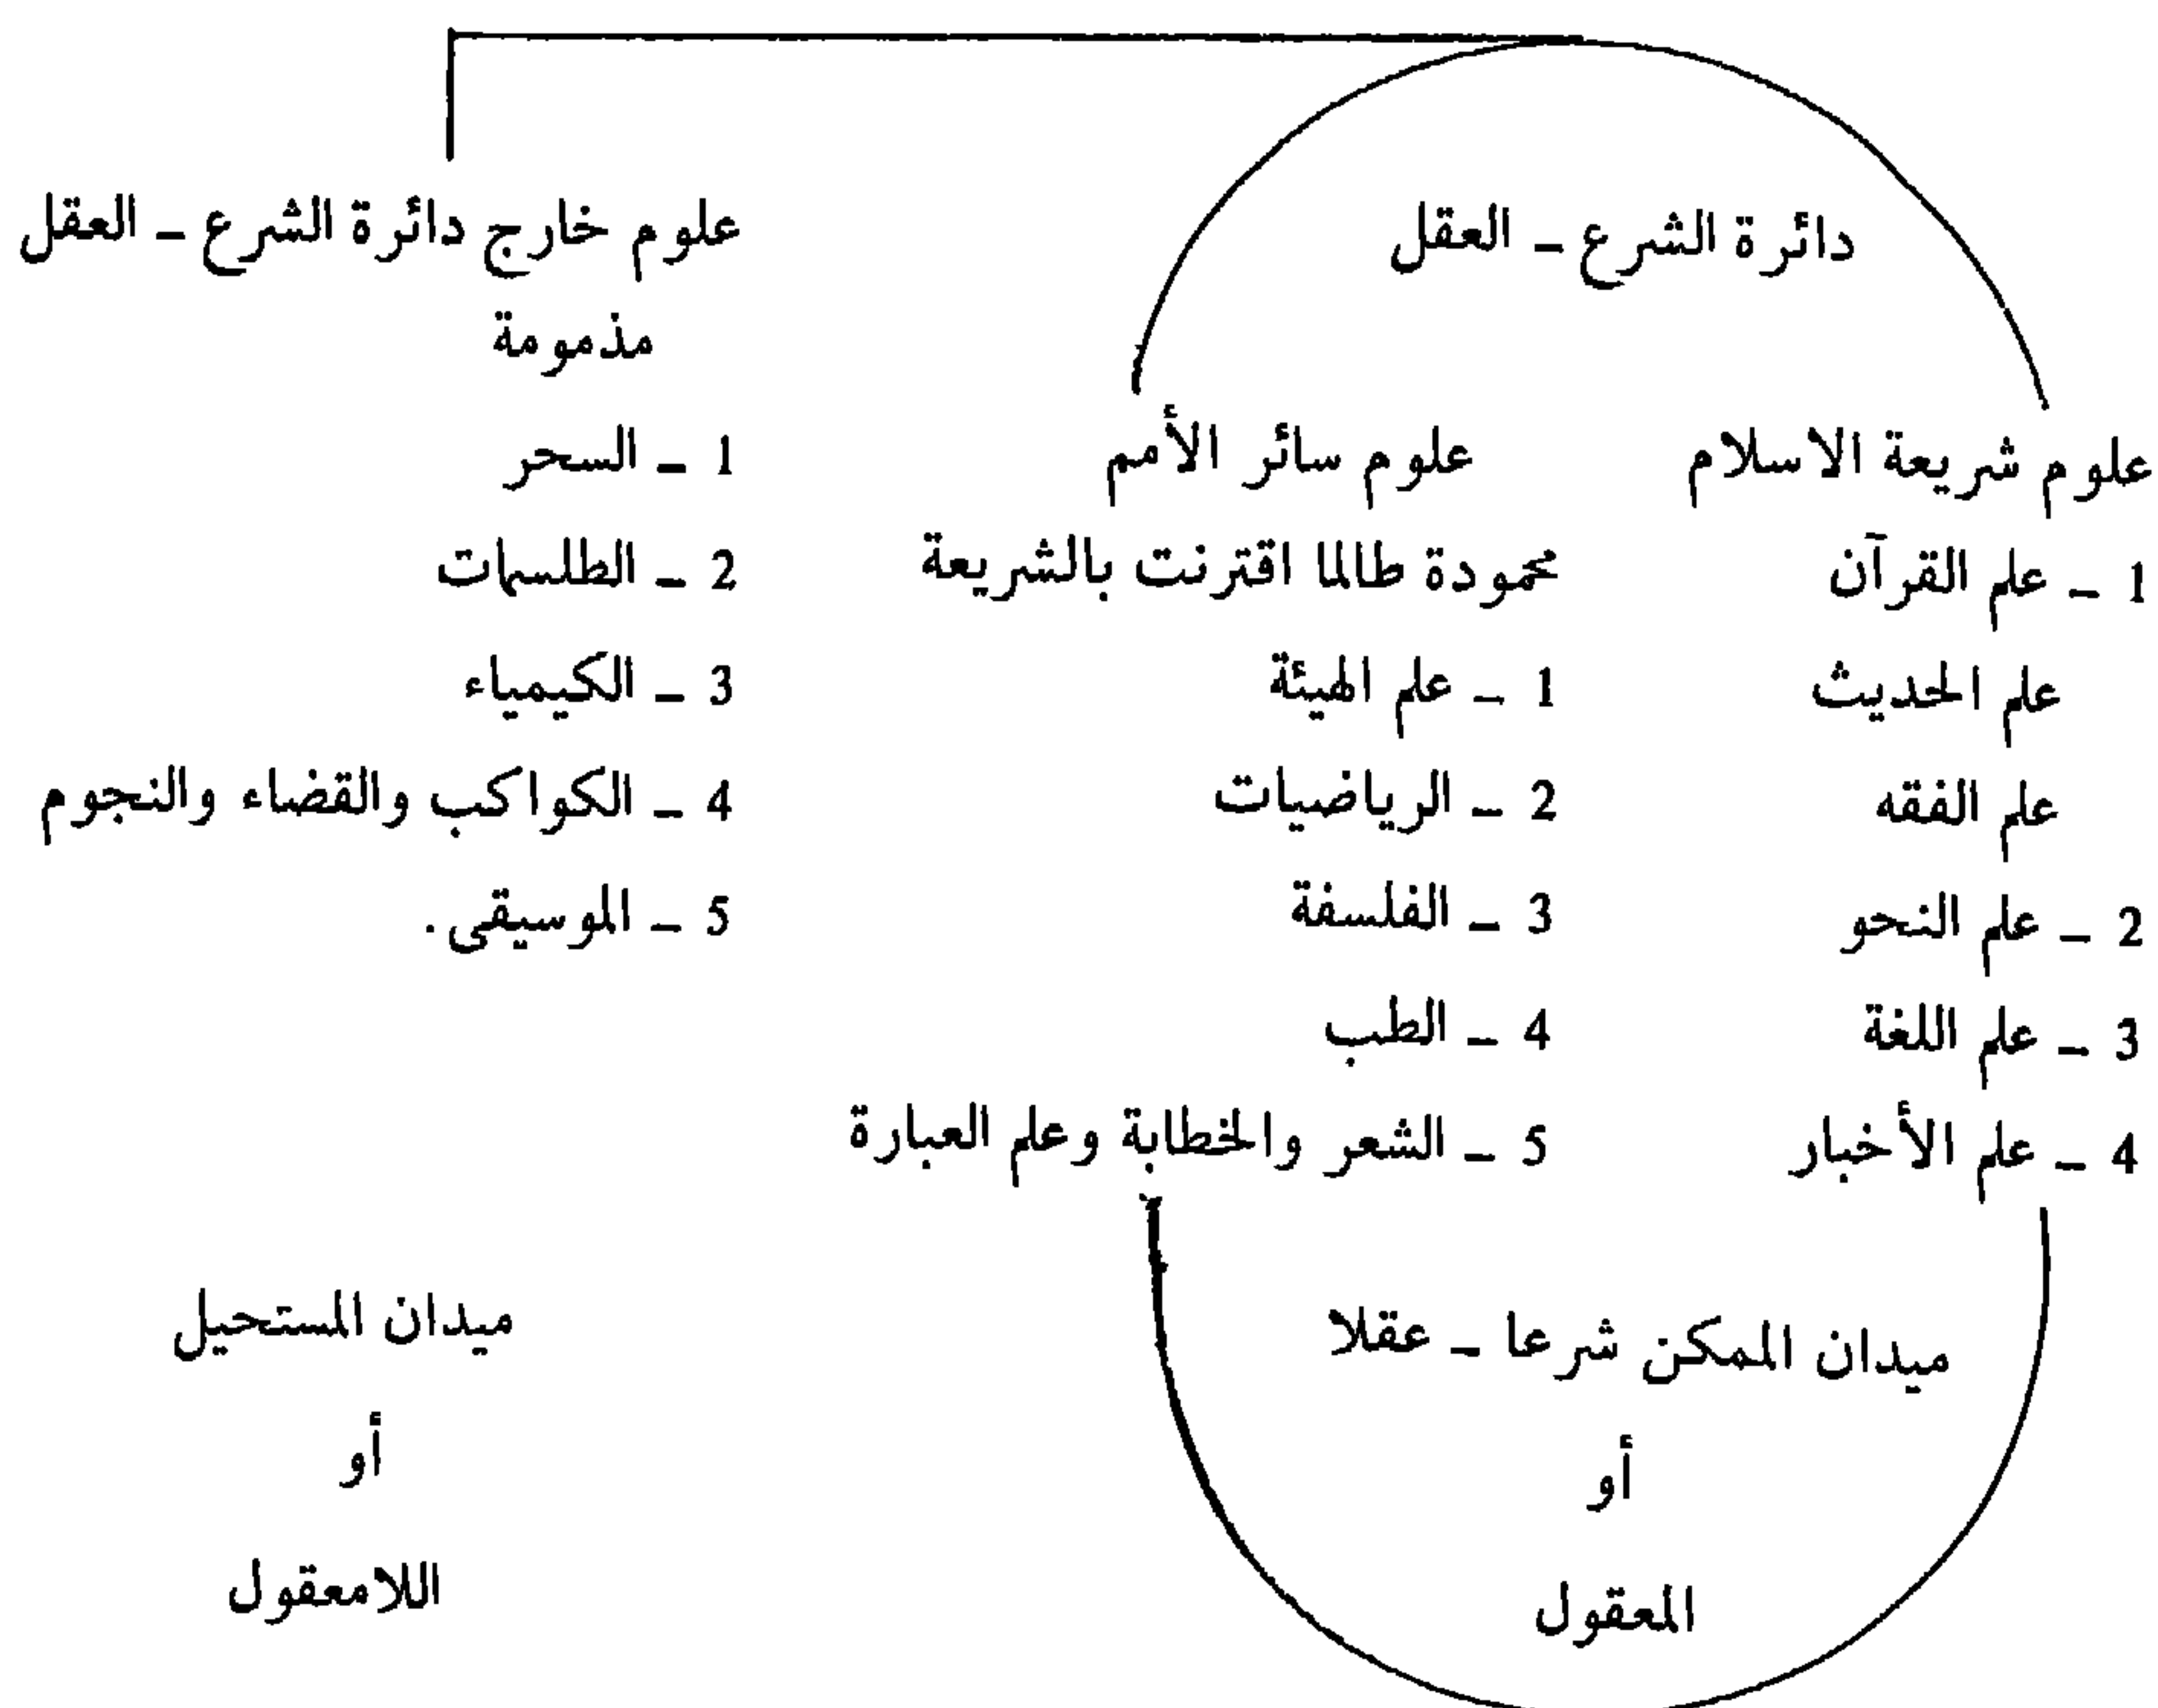 دائرة الشرع ـ العقل
علوم شريعة الاسلام
1 ـ علم القرآن
علم الحديث
علم الفقه
2 ـ علم النحو
3 ـ علم اللغة
4 ـ علم الأخبار
علوم سائر الأمم
محمودة طالما اقترنت بالشريعة
1 ـ علم الهيئة
2 ـ الرياضيات
3 ـ الفلسفة
4 ـ الطب
5 ـ الشعر والخطابة وعلم العبارة
ميدان الممكن شرعا ـ عقلا
أو
المعقول
علوم خارج دائرة الشرع ـ العقل
مذمومة
1 ـ السحر
2 ـ الطلسمات
3 ـ الكيمياء
4 ـ الكواكب والقضاء والنجوم
5 ـ الموسيقى.
ميدان المستحيل
أو
اللامعقول